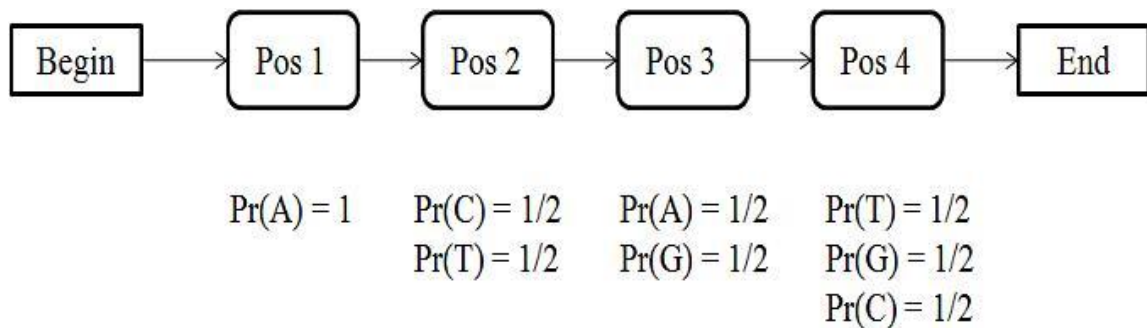 Begin Pos 1 Pos 2 Pos 3 Pos 4 End
Pr(A) = 1 Pr(C) = 1/2 Pr(A) = 1/2 Pr(T) = 1/2
Pr(T) = 1/2 Pr(G) = 1/2 Pr(G) = 1/2
Pr(C) = 1/2